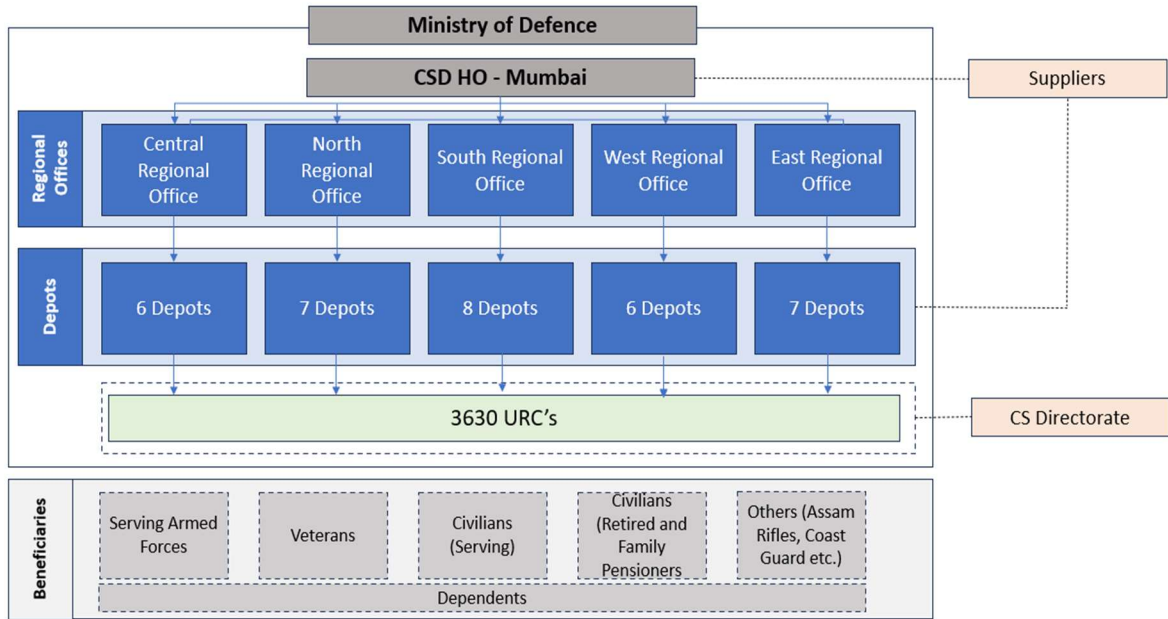 Ministry of Defence
CSD HO - Mumbai
Suppliers
Regional
Offices
Central
Regional
Office
North
Regional
Office
South Regional
Office
West Regional
Office
East Regional
Office
Depots
6 Depots
7 Depots
8 Depots
6 Depots
7 Depots
3630 URC’s
CS Directorate
Beneficiaries
Serving Armed
Forces
Veterans
Civilians
(Serving)
Civilians
(Retired and
Family
Pensioners
Others (Assam
Rifles, Coast
Guard etc.)
Dependents